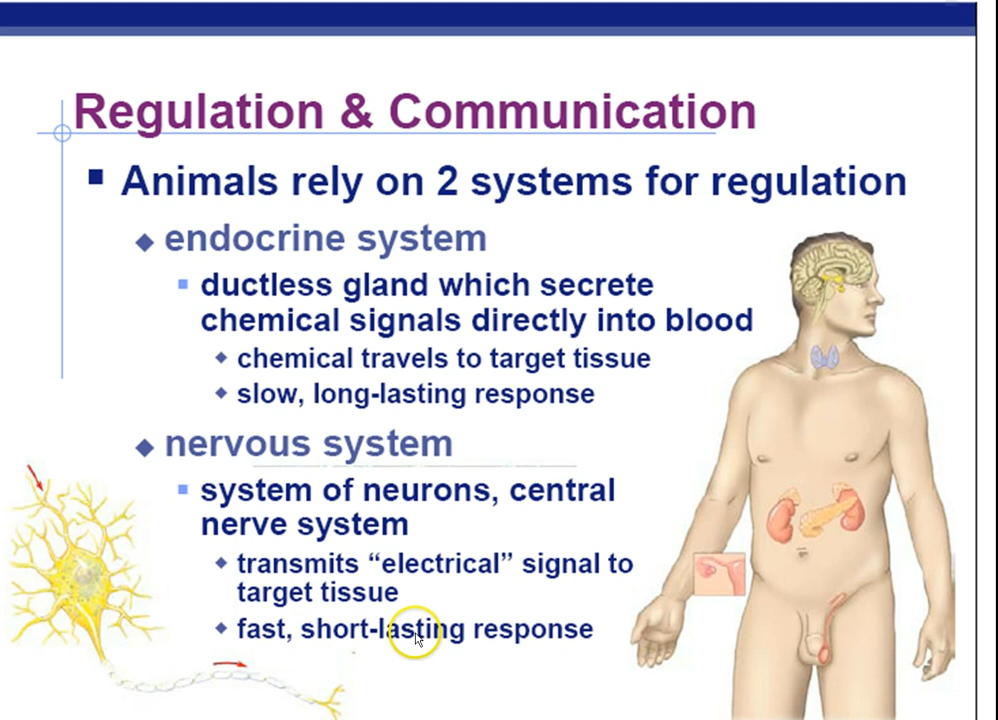 Regulation & Communication
Animals rely on 2 systems for regulation
endocrine system
ductless gland which secrete
chemical signals directly into blood
chemical travels to target tissue
slow, long-lasting response
nervous system
system of neurons, central
nerve system
transmits “electrical” signal to
target tissue
fast, short-lasting response